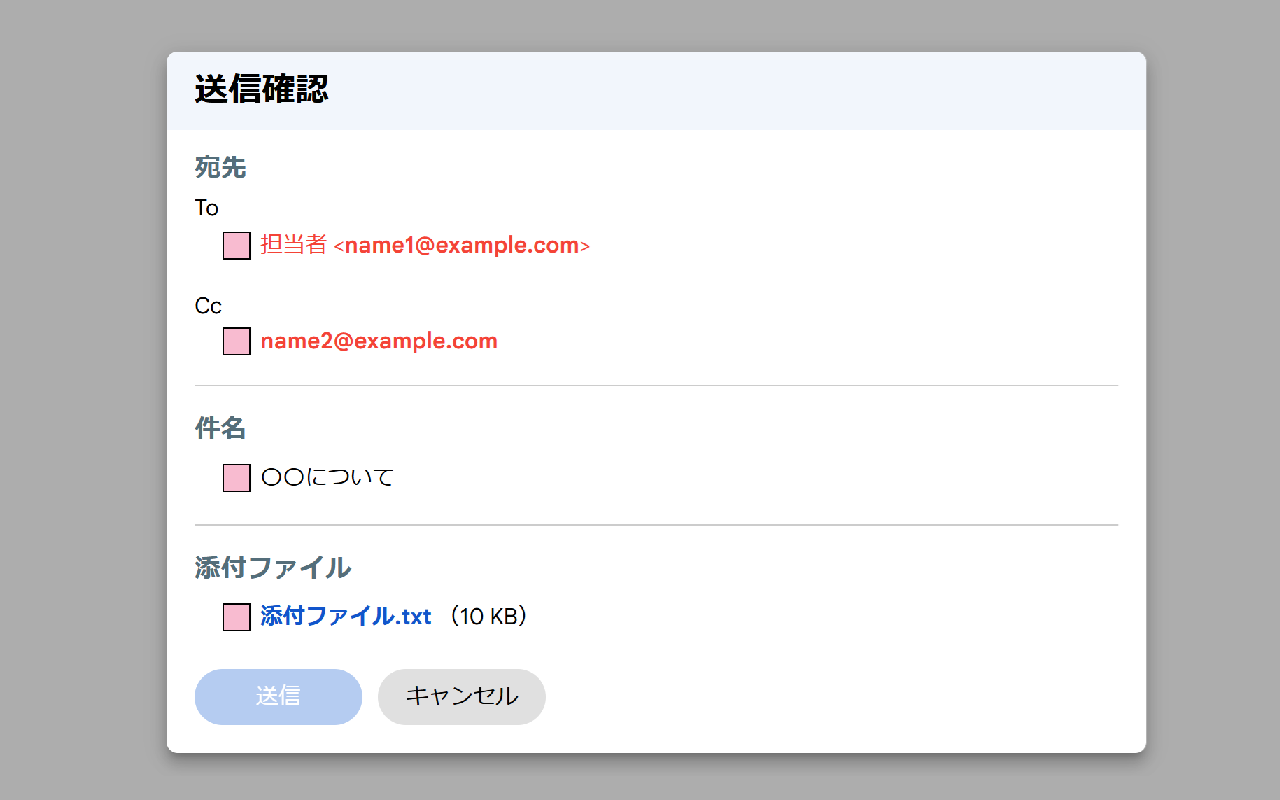 送信確認
宛先
To
担当者 <name1@example.com>
Cc
name2@example.com
件名
〇〇について
添付ファイル
添付ファイル.txt （10 KB）
送信 キャンセル